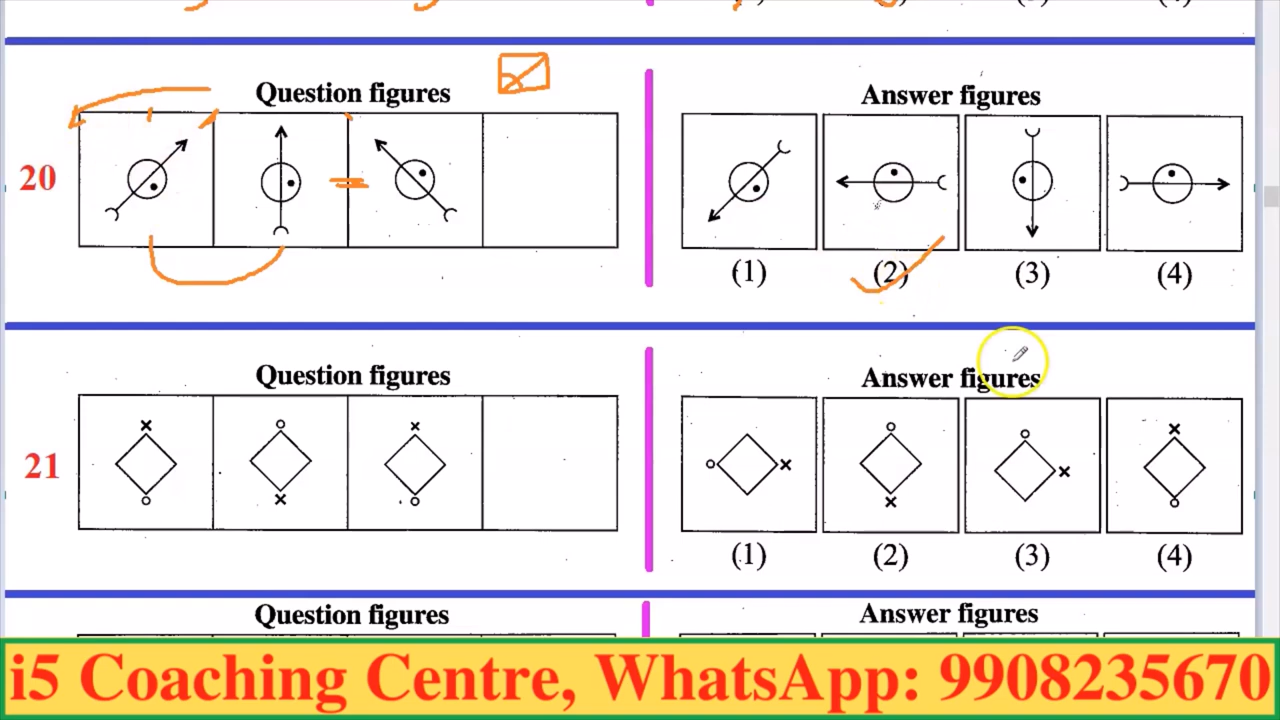 Question figures
Answer figures
20
(1)
(2)
(3)
(4)
Question figures
Answer figures
21
(1)
(2)
(3)
(4)
Question figures
Answer figures
i5 Coaching Centre, WhatsApp: 9908235670